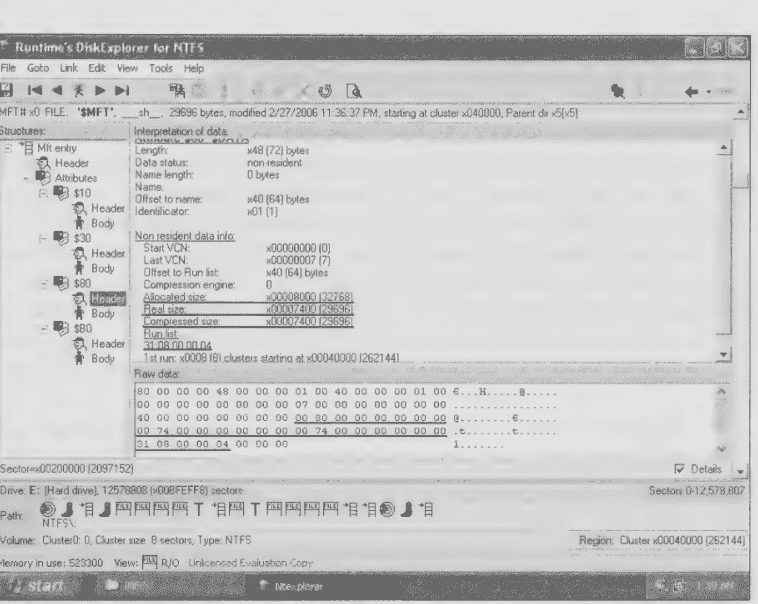 Runtime's DiskExplorer for NTFS
File Goto Link Edit View Tools Help
MFT# x0 FILE. "$MFT", __sh__, 29696 bytes, modified 2/27/2006 11:36:37 PM, starting at cluster x040000, Parent dir x5[x5]
Structures:
Interpretation of data:
MFT entry
Header
Attributes
$10
Header
Body
$30
Header
Body
$80
Header
Body
$B0
Header
Body
Length: x48 (72) bytes
Data status: non-resident
Name length: 0 bytes
Name:
Offset to name: x40 (64) bytes
Identificator: x01 (1)
Non resident data info:
Start VCN: x00000000 (0)
Last VCN: x00000007 (7)
Offset to Run list: x40 (64) bytes
Compression engine: 0
Allocated size: x00008000 (32768)
Real size: x00007400 (29696)
Compressed size: x00007400 (29696)
Run list:
31 08 00 00 04
1st run: x0008 (8) clusters starting at x00040000 (262144)
Raw data:
80 00 00 00 48 00 00 00 01 00 40 00 00 00 01 00 €...H.....@.....
00 00 00 00 00 00 00 00 07 00 00 00 00 00 00 00 ................
40 00 00 00 00 00 00 00 00 80 00 00 00 00 00 00 @........€......
00 74 00 00 00 00 00 00 00 74 00 00 00 00 00 00 .t.......t......
31 08 00 00 04 00 00 00 1.......
Sector=x00200000 (2097152)
Details
Drive: E: [Hard drive], 12578808 (x00BFEFF8) sectors
Sectors 0-12,578,807
Path:
NTFS\:
Volume: Cluster0: 0, Cluster size: 8 sectors, Type: NTFS
Region: Cluster x00040000 (262144)
Memory in use: 523300 View: FILE R/O Unlicensed Evaluation Copy
start
Ntexplorer